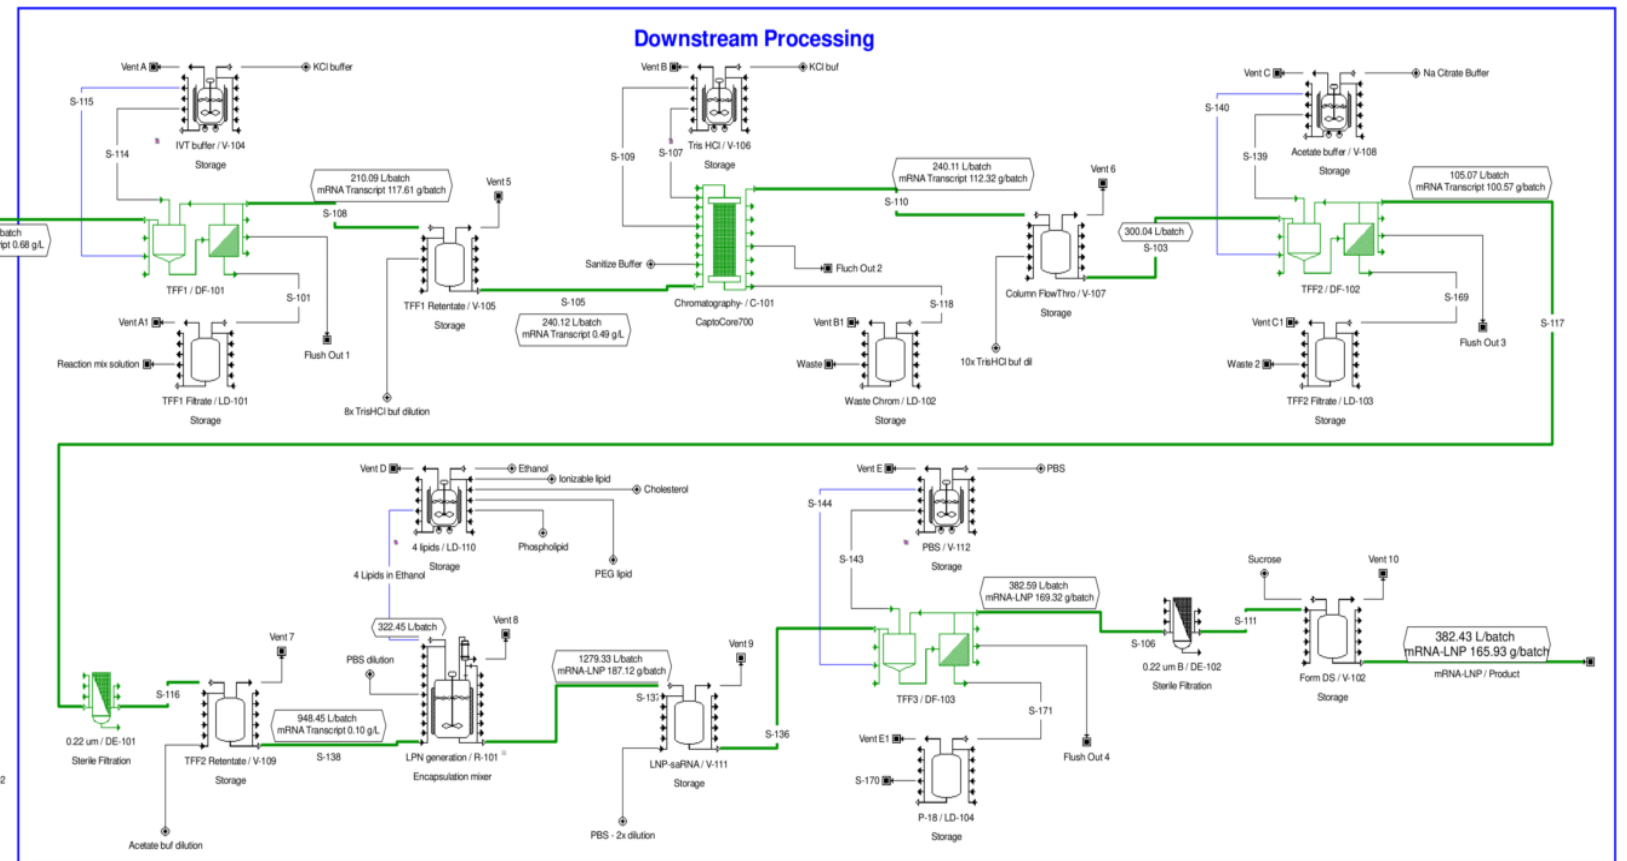 Downstream Processing
Vent A
KCl buffer
S-115
S-114
IVT buffer / V-104
Storage
210.09 L/batch
mRNA Transcript 117.61 g/batch
S-108
Vent 5
batch
ipt 0.68 g/L
TFF1 / DF-101
S-101
Vent A1
Reaction mix solution
TFF1 Filtrate / LD-101
Storage
Flush Out 1
TFF1 Retentate / V-105
Storage
8x TrisHCl buf dilution
S-105
240.12 L/batch
mRNA Transcript 0.49 g/L
Vent B
KCl buf
S-109
S-107
Tris HCl / V-106
Storage
Sanitize Buffer
Chromatography- / C-101
CaptoCore700
Fluch Out 2
S-118
Vent B1
Waste
Waste Chrom / LD-102
Storage
240.11 L/batch
mRNA Transcript 112.32 g/batch
S-110
Vent 6
Column FlowThro / V-107
Storage
10x TrisHCl buf dil
300.04 L/batch
S-103
Vent C
Na Citrate Buffer
S-140
S-139
Acetate buffer / V-108
Storage
105.07 L/batch
mRNA Transcript 100.57 g/batch
TFF2 / DF-102
S-169
Vent C1
Waste 2
TFF2 Filtrate / LD-103
Storage
Flush Out 3
S-117
Vent D
Ethanol
Ionizable lipid
Cholesterol
4 lipids / LD-110
Storage
Phospholipid
PEG lipid
4 Lipids in Ethanol
322.45 L/batch
Vent 8
PBS dilution
Vent 7
S-116
0.22 um / DE-101
Sterile Filtration
TFF2 Retentate / V-109
Storage
Acetate buf dilution
948.45 L/batch
mRNA Transcript 0.10 g/L
S-138
LPN generation / R-101
Encapsulation mixer
1279.33 L/batch
mRNA-LNP 187.12 g/batch
S-137
Vent 9
LNP-saRNA / V-111
Storage
PBS - 2x dilution
S-136
Vent E
PBS
S-144
S-143
PBS / V-112
Storage
382.59 L/batch
mRNA-LNP 169.32 g/batch
TFF3 / DF-103
S-171
Vent E1
S-170
P-18 / LD-104
Storage
Flush Out 4
S-106
0.22 um B / DE-102
Sterile Filtration
S-111
Sucrose
Vent 10
Form DS / V-102
Storage
382.43 L/batch
mRNA-LNP 165.93 g/batch
mRNA-LNP / Product
2